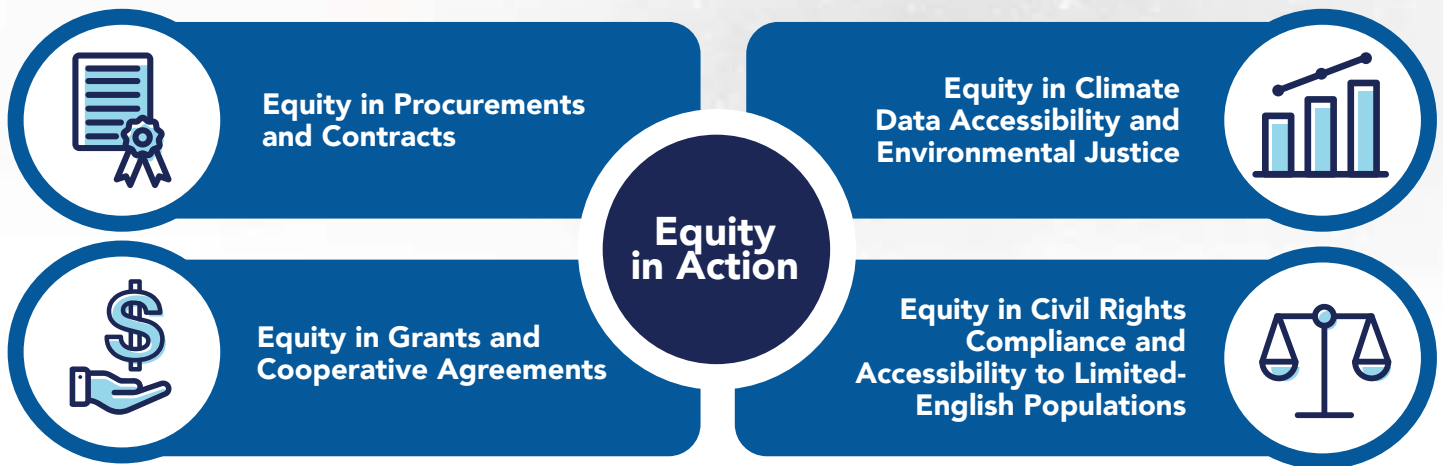 Equity in Procurements
and Contracts
Equity in Climate
Data Accessibility and
Environmental Justice
Equity
in Action
Equity in Grants and
Cooperative Agreements
Equity in Civil Rights
Compliance and
Accessibility to Limited-
English Populations